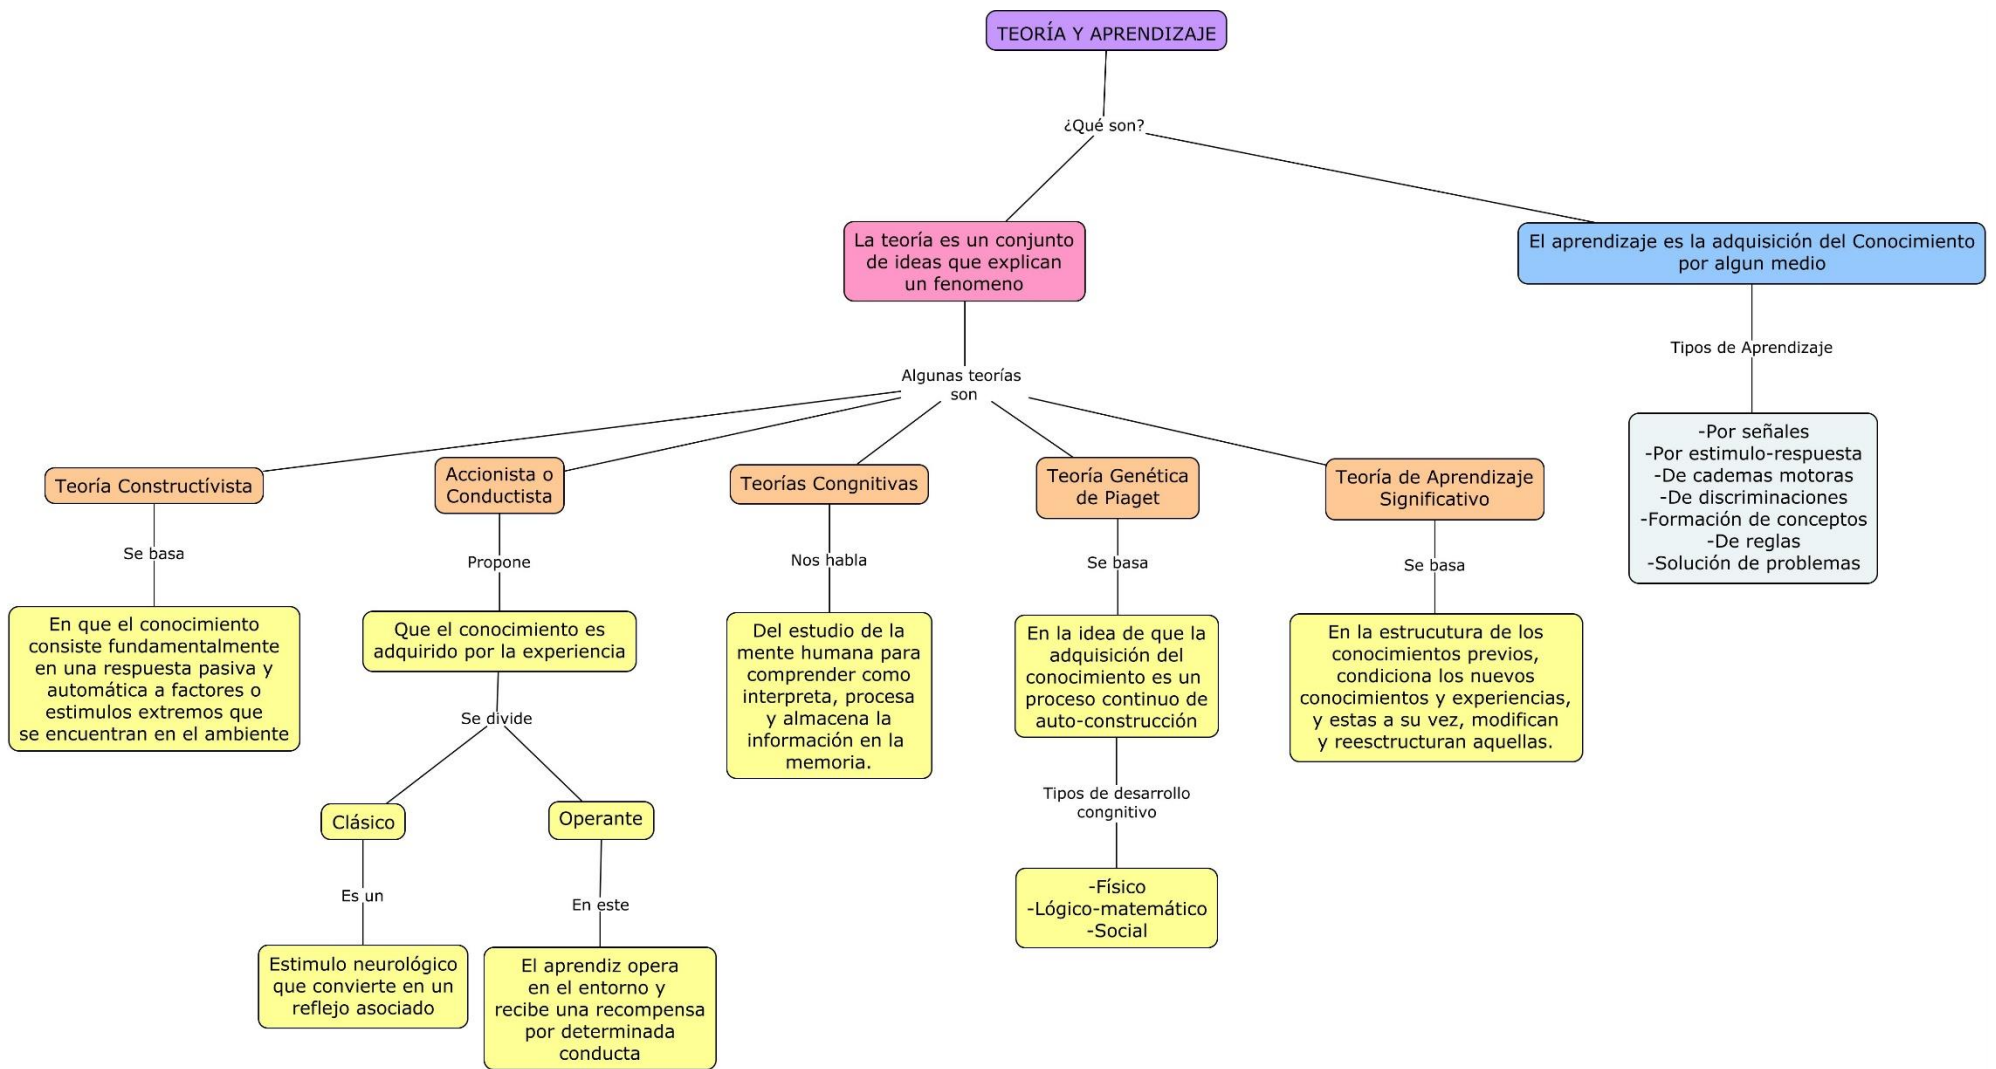 TEORÍA Y APRENDIZAJE
¿Qué son?
La teoría es un conjunto
de ideas que explican
un fenomeno
El aprendizaje es la adquisición del Conocimiento
por algun medio
Algunas teorías
son
Tipos de Aprendizaje
-Por señales
-Por estimulo-respuesta
-De cademas motoras
-De discriminaciones
-Formación de conceptos
-De reglas
-Solución de problemas
Teoría Constructívista
Se basa
En que el conocimiento
consiste fundamentalmente
en una respuesta pasiva y
automática a factores o
estimulos extremos que
se encuentran en el ambiente
Accionista o
Conductista
Propone
Que el conocimiento es
adquirido por la experiencia
Se divide
Clásico
Es un
Estimulo neurológico
que convierte en un
reflejo asociado
Operante
En este
El aprendiz opera
en el entorno y
recibe una recompensa
por determinada
conducta
Teorías Congnitivas
Nos habla
Del estudio de la
mente humana para
comprender como
interpreta, procesa
y almacena la
información en la
memoria.
Teoría Genética
de Piaget
Se basa
En la idea de que la
adquisición del
conocimiento es un
proceso continuo de
auto-construcción
Tipos de desarrollo
congnitivo
-Físico
-Lógico-matemático
-Social
Teoría de Aprendizaje
Significativo
Se basa
En la estrucutura de los
conocimientos previos,
condiciona los nuevos
conocimientos y experiencias,
y estas a su vez, modifican
y reesctructuran aquellas.